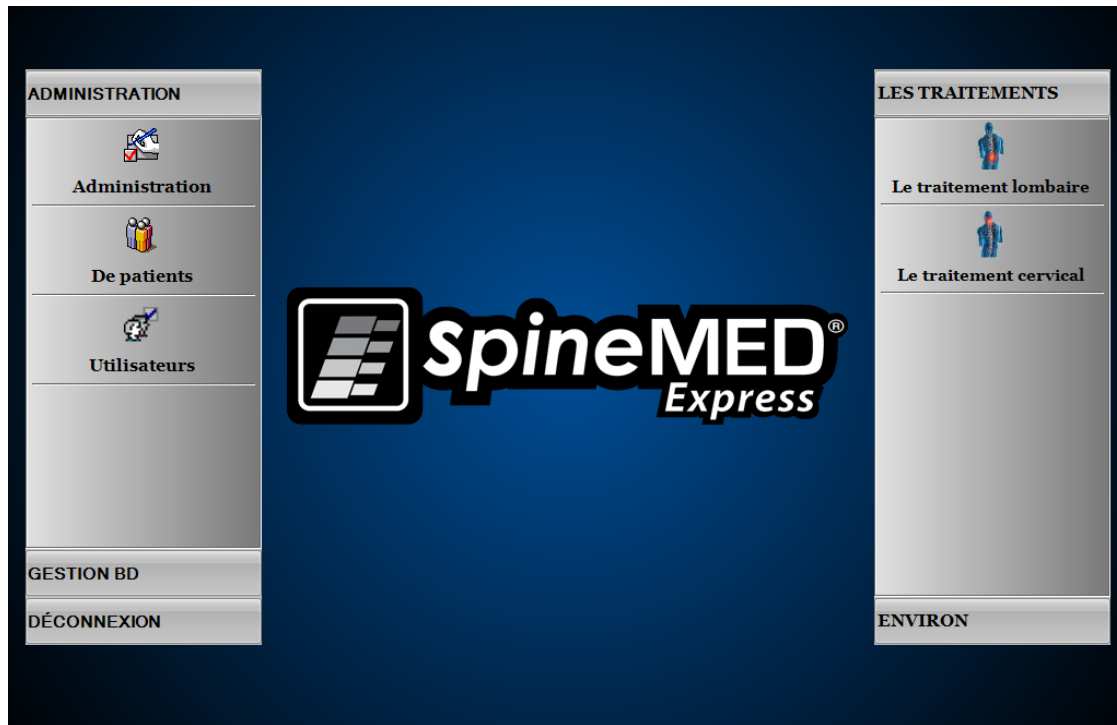 ADMINISTRATION
Administration
De patients
Utilisateurs
GESTION BD
DÉCONNEXION
SpineMED®
Express
LES TRAITEMENTS
Le traitement lombaire
Le traitement cervical
ENVIRON